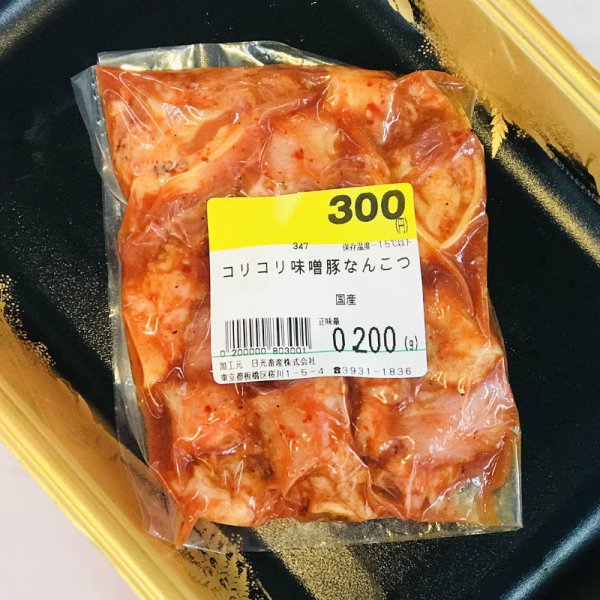 300
(円)
347 保存温度-15℃以下
コリコリ味噌豚なんこつ
国産
正味量
0.200 (g)
0 200000 803001
加工元 日光畜産株式会社
東京都板橋区桜川1-5-4 ☎3931-1836